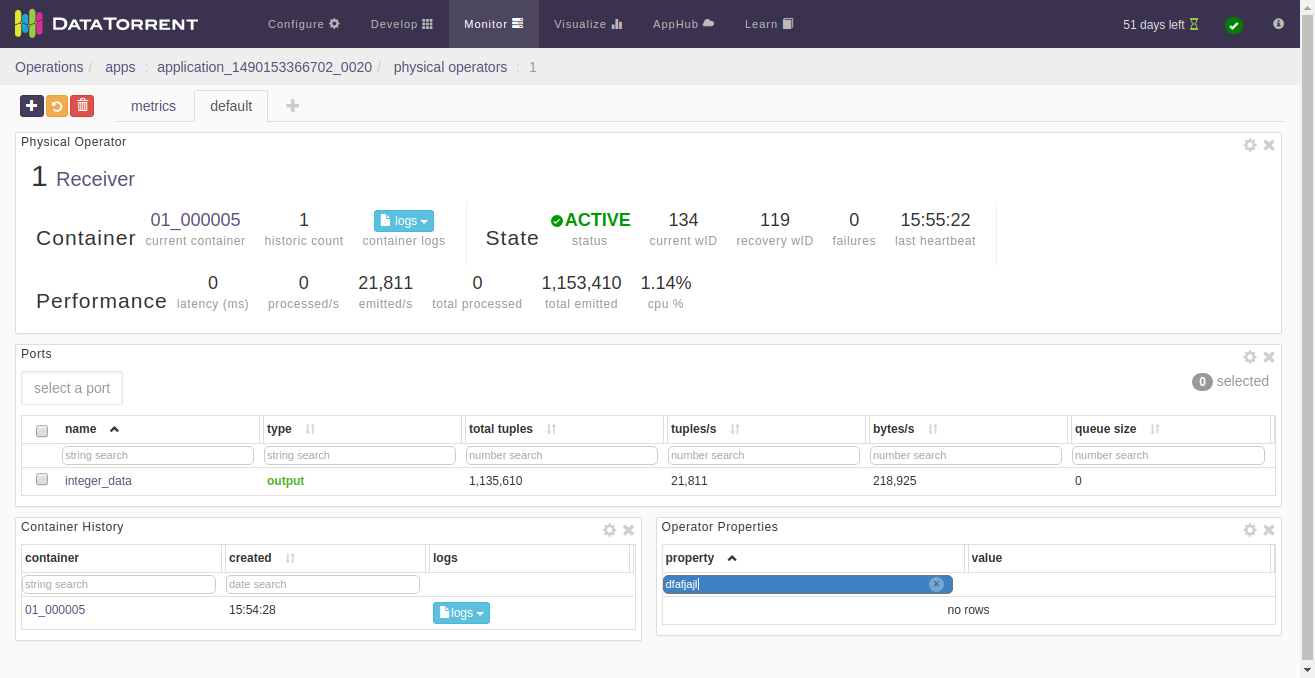 DATATORRENT Configure Develop Monitor Visualize AppHub Learn 51 days left
Operations / apps : application_1490153366702_0020 / physical operators : 1
metrics default
Physical Operator
1 Receiver
Container 01_000005 current container 1 historic count logs container logs State ACTIVE status 134 current wID 119 recovery wID 0 failures 15:55:22 last heartbeat
Performance 0 latency (ms) 0 processed/s 21,811 emitted/s 0 total processed 1,153,410 total emitted 1.14% cpu %
Ports
select a port 0 selected
name type total tuples tuples/s bytes/s queue size
string search string search number search number search number search number search
integer_data output 1,135,610 21,811 218,925 0
Container History
container created logs
string search date search
01_000005 15:54:28 logs
Operator Properties
property value
dfafjajl
no rows